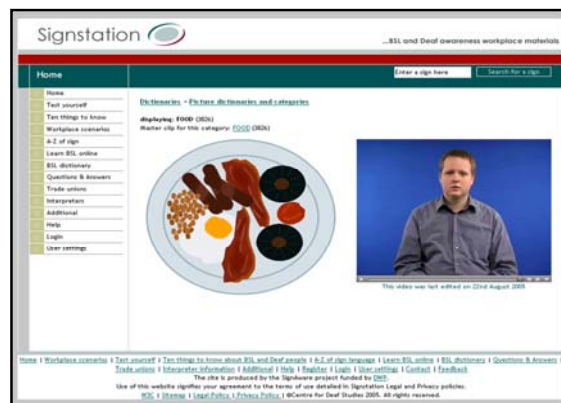 Signstation
...BSL and Deaf awareness workplace materials
Home
Enter a sign here
Search for a sign
Home
Test yourself
Ten things to know
Workplace scenarios
A-Z of sign
Learn BSL online
BSL dictionary
Questions & Answers
Trade unions
Interpreters
Additional
Help
Login
User settings
Dictionaries - Picture dictionaries and categories
displaying: FOOD (3826)
Master clip for this category: FOOD (3826)
This video was last edited on 22nd August 2005
Home | Workplace scenarios | Test yourself | Ten things to know about BSL and Deaf people | A-Z of sign language | Learn BSL online | BSL dictionary | Questions & Answers |
Trade unions | Interpreter information | Additional | Help | Register | Login | User settings | Contact | Feedback
The site is produced by the SignAware project funded by DWP.
Use of this website signifies your agreement to the terms of use detailed in Signstation Legal and Privacy policies.
W3C | Sitemap | Legal Policy | Privacy Policy | ©Centre for Deaf Studies 2005. All rights reserved.